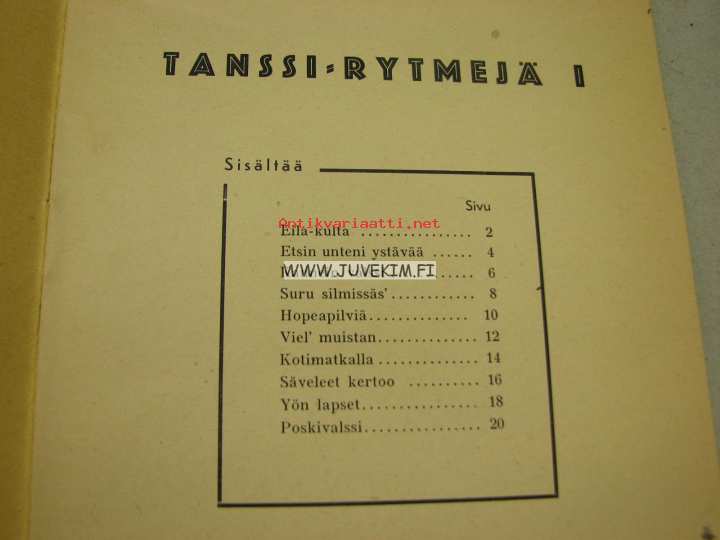 TANSSI-RYTMEJÄ I
Sisältää
Sivu
Antikvariaatti.net
Eila-kulta ................ 2
Etsin unteni ystävää ...... 4
WWW.JUVEKIM.FI ...... 6
Suru silmissäs' ............ 8
Hopeapilviä .............. 10
Viel' muistan .............. 12
Kotimatkalla .............. 14
Säveleet kertoo .......... 16
Yön lapset ................ 18
Poskivalssi ................ 20